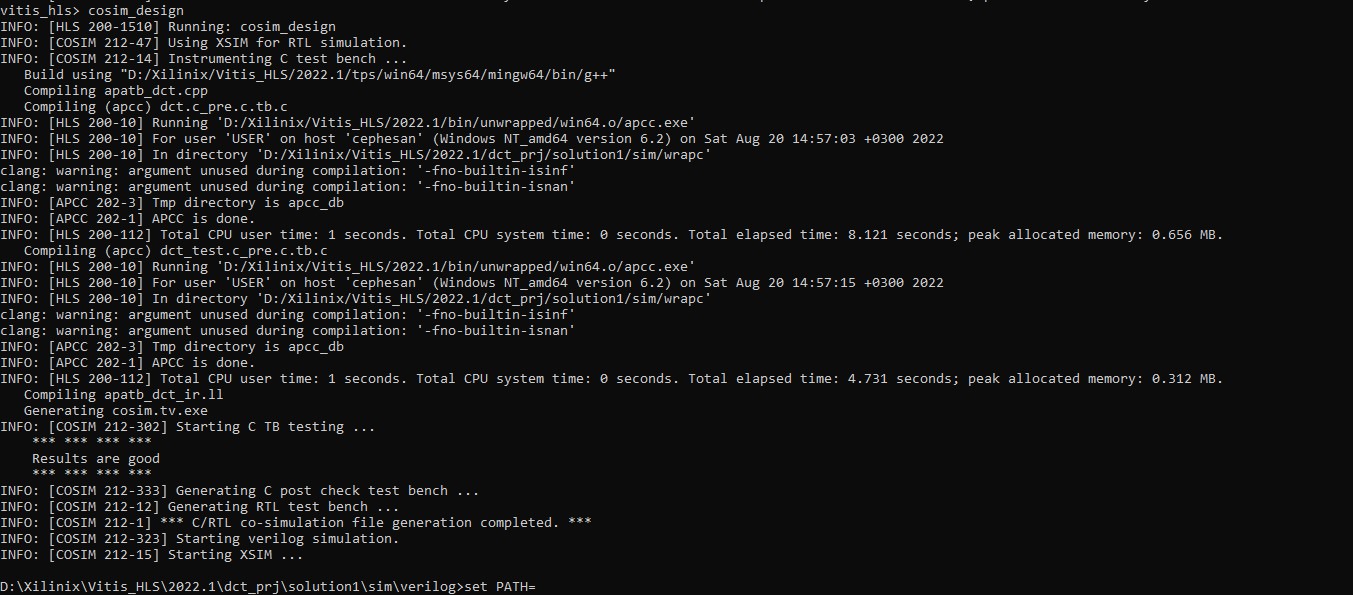 vitis_hls> cosim_design
INFO: [HLS 200-1510] Running: cosim_design
INFO: [COSIM 212-47] Using XSIM for RTL simulation.
INFO: [COSIM 212-14] Instrumenting C test bench ...
   Build using "D:/Xilinix/Vitis_HLS/2022.1/tps/win64/msys64/mingw64/bin/g++"
   Compiling apatb_dct.cpp
   Compiling (apcc) dct.c_pre.c.tb.c
INFO: [HLS 200-10] Running 'D:/Xilinix/Vitis_HLS/2022.1/bin/unwrapped/win64.o/apcc.exe'
INFO: [HLS 200-10] For user 'USER' on host 'cephesan' (Windows NT_amd64 version 6.2) on Sat Aug 20 14:57:03 +0300 2022
INFO: [HLS 200-10] In directory 'D:/Xilinix/Vitis_HLS/2022.1/dct_prj/solution1/sim/wrapc'
clang: warning: argument unused during compilation: '-fno-builtin-isinf'
clang: warning: argument unused during compilation: '-fno-builtin-isnan'
INFO: [APCC 202-3] Tmp directory is apcc_db
INFO: [APCC 202-1] APCC is done.
INFO: [HLS 200-112] Total CPU user time: 1 seconds. Total CPU system time: 0 seconds. Total elapsed time: 8.121 seconds; peak allocated memory: 0.656 MB.
   Compiling (apcc) dct_test.c_pre.c.tb.c
INFO: [HLS 200-10] Running 'D:/Xilinix/Vitis_HLS/2022.1/bin/unwrapped/win64.o/apcc.exe'
INFO: [HLS 200-10] For user 'USER' on host 'cephesan' (Windows NT_amd64 version 6.2) on Sat Aug 20 14:57:15 +0300 2022
INFO: [HLS 200-10] In directory 'D:/Xilinix/Vitis_HLS/2022.1/dct_prj/solution1/sim/wrapc'
clang: warning: argument unused during compilation: '-fno-builtin-isinf'
clang: warning: argument unused during compilation: '-fno-builtin-isnan'
INFO: [APCC 202-3] Tmp directory is apcc_db
INFO: [APCC 202-1] APCC is done.
INFO: [HLS 200-112] Total CPU user time: 1 seconds. Total CPU system time: 0 seconds. Total elapsed time: 4.731 seconds; peak allocated memory: 0.312 MB.
   Compiling apatb_dct_ir.ll
   Generating cosim.tv.exe
INFO: [COSIM 212-302] Starting C TB testing ...
    *** *** *** ***
    Results are good
    *** *** *** ***
INFO: [COSIM 212-333] Generating C post check test bench ...
INFO: [COSIM 212-12] Generating RTL test bench ...
INFO: [COSIM 212-1] *** C/RTL co-simulation file generation completed. ***
INFO: [COSIM 212-323] Starting verilog simulation.
INFO: [COSIM 212-15] Starting XSIM ...
D:\Xilinix\Vitis_HLS\2022.1\dct_prj\solution1\sim\verilog>set PATH=